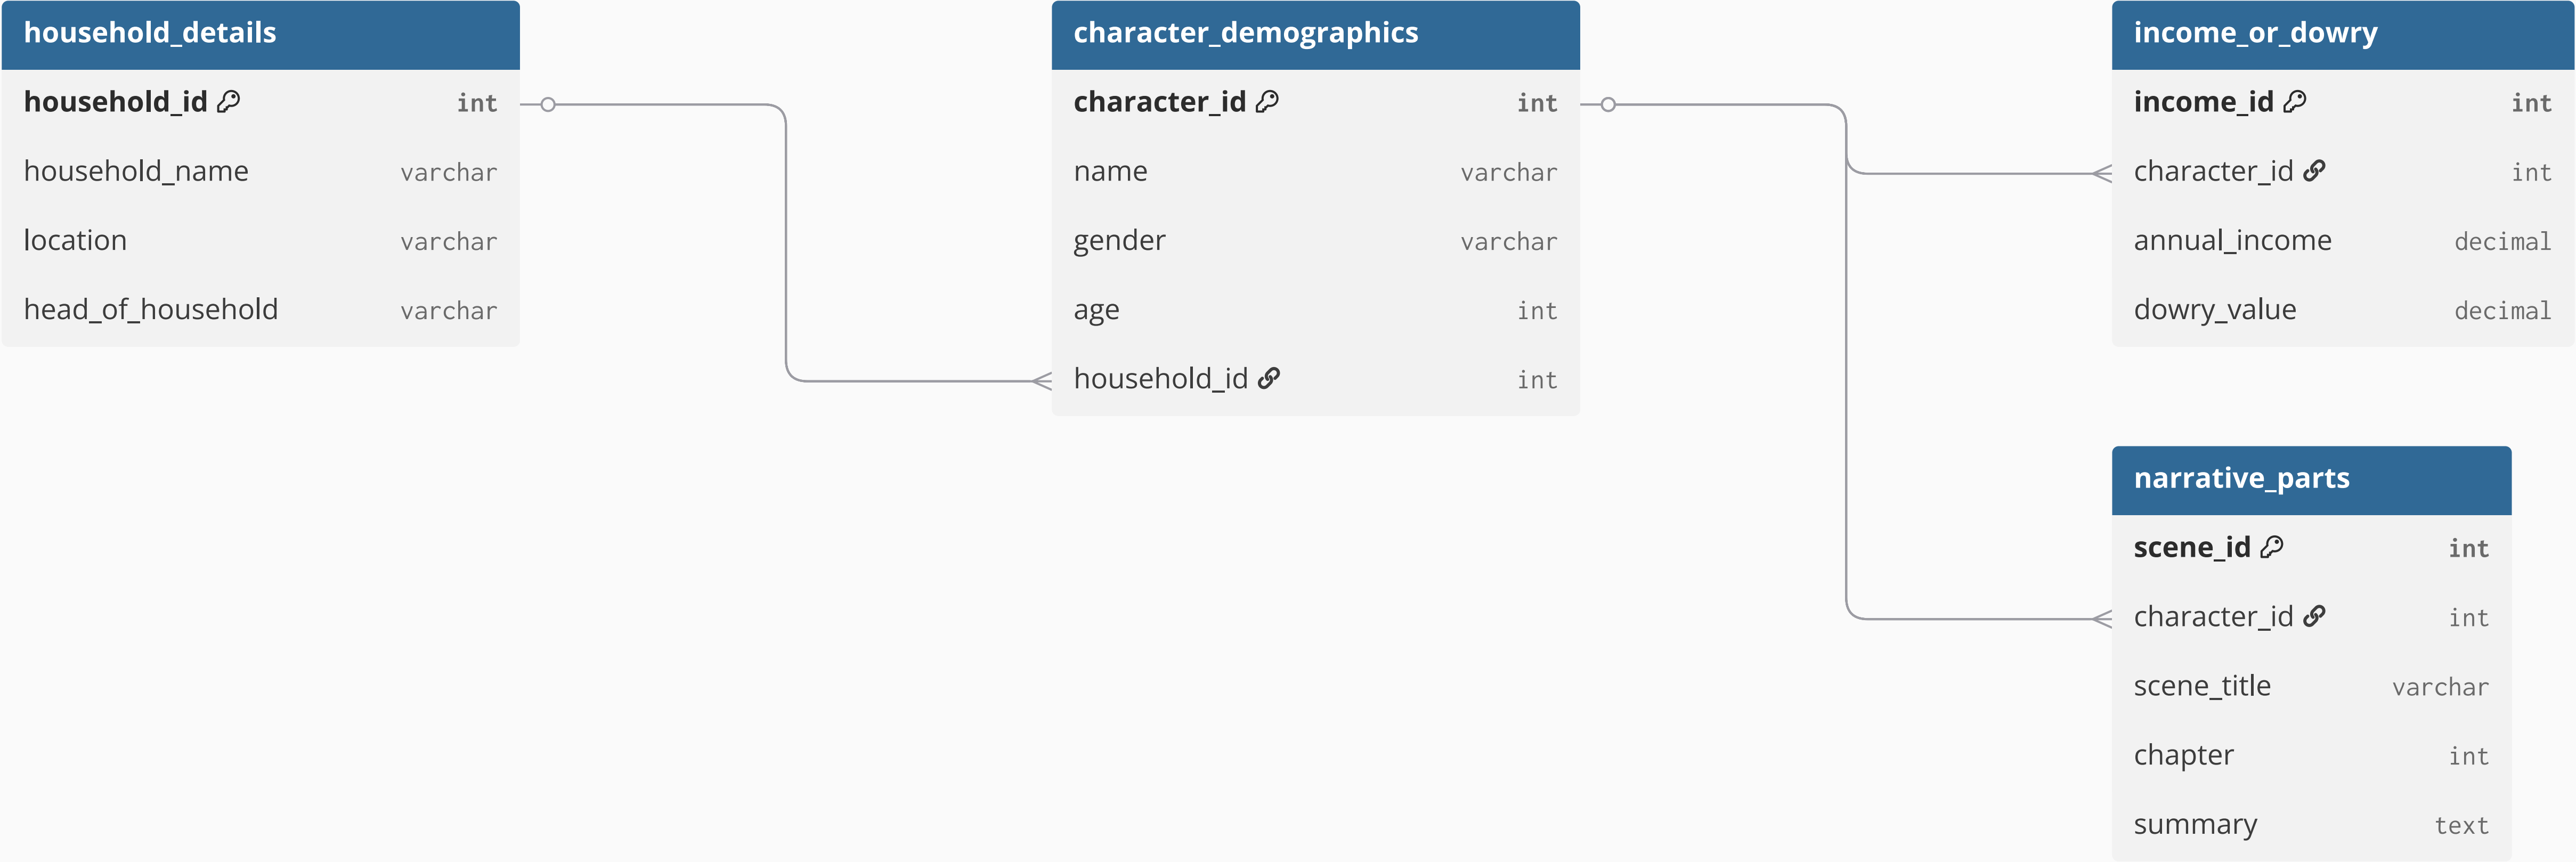 household_details
household_id int
household_name varchar
location varchar
head_of_household varchar
character_demographics
character_id int
name varchar
gender varchar
age int
household_id int
income_or_dowry
income_id int
character_id int
annual_income decimal
dowry_value decimal
narrative_parts
scene_id int
character_id int
scene_title varchar
chapter int
summary text